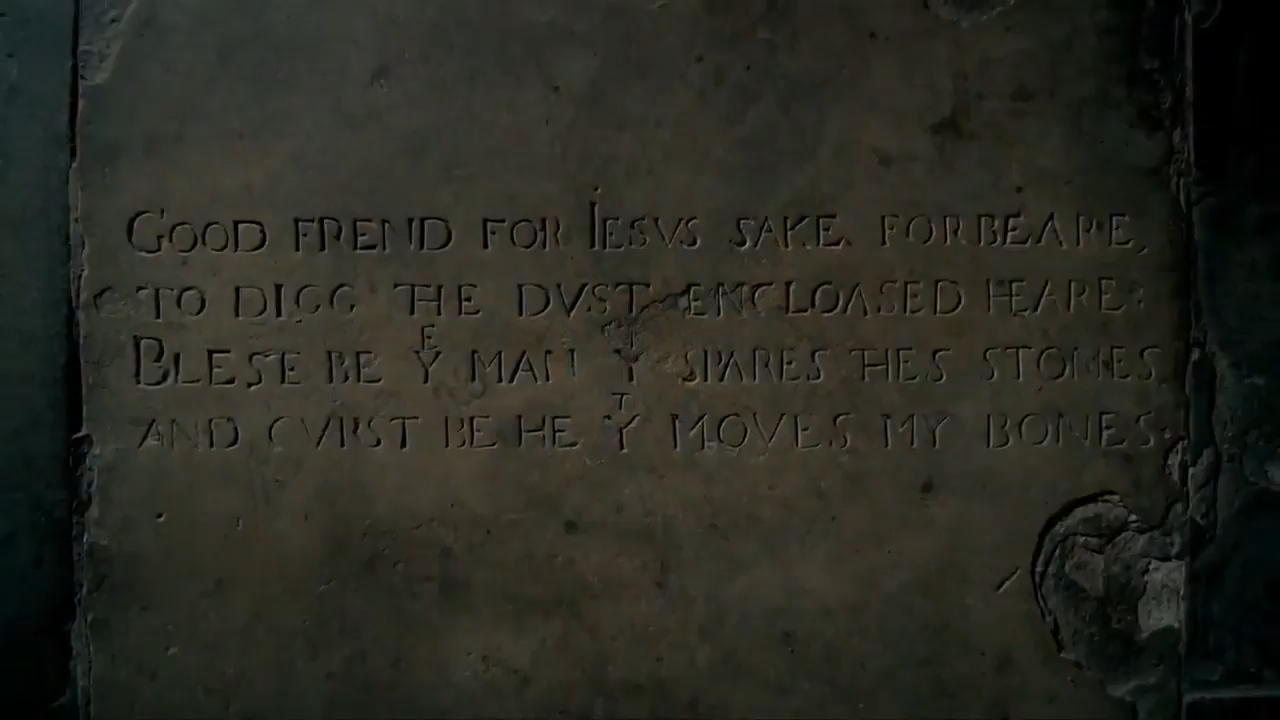 GOOD FREND FOR IESVS SAKE FORBEARE,
TO DIGG THE DVST ENCLOASED HEARE:
BLESTE BE Yᴱ MAN Yᵀ SPARES THES STONES
AND CVRST BE HE Yᵀ MOVES MY BONES